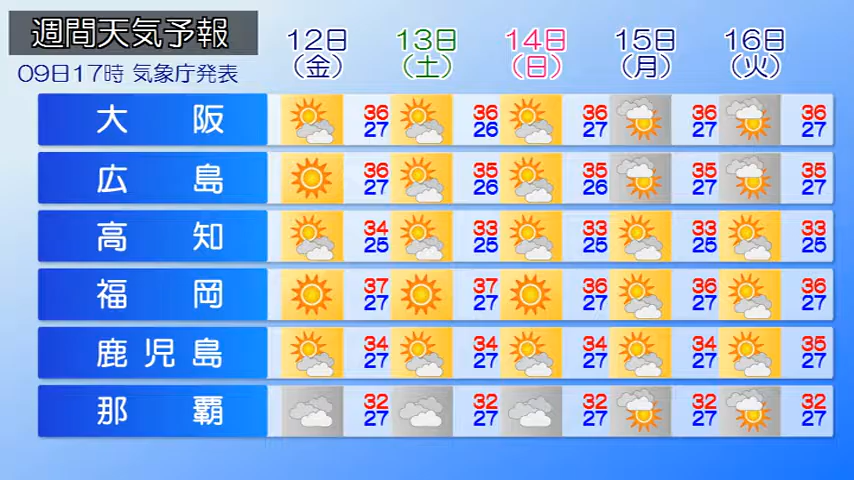 週間天気予報
09日17時 気象庁発表
12日 13日 14日 15日 16日
(金) (土) (日) (月) (火)
大阪 36 36 36 36 36
27 26 27 27 27
広島 36 35 35 35 35
27 26 26 27 27
高知 34 33 33 33 33
25 25 25 25 25
福岡 37 37 36 36 36
27 27 27 27 27
鹿児島 34 34 34 34 35
27 27 27 27 27
那覇 32 32 32 32 32
27 27 27 27 27